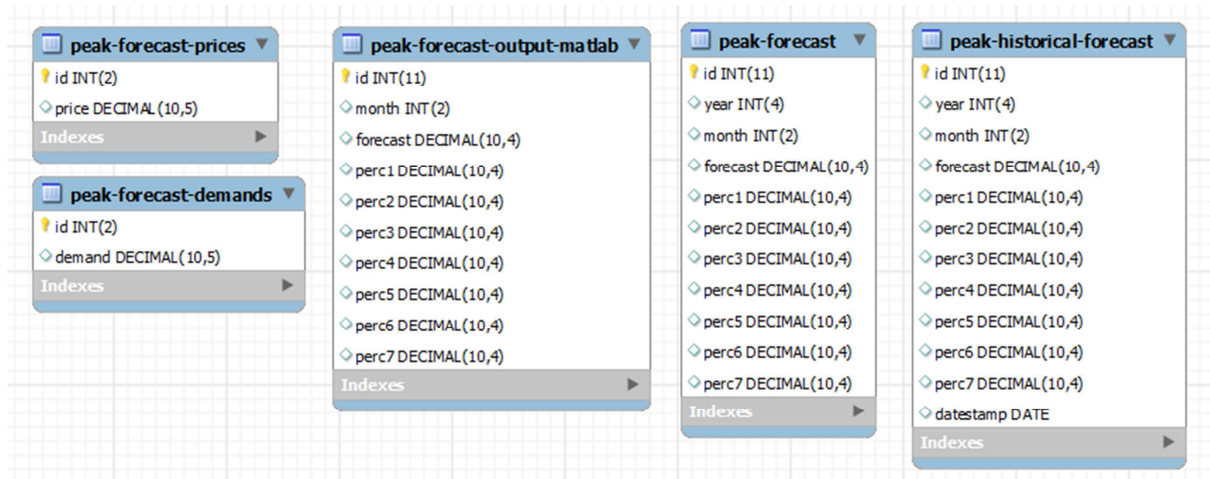 peak-forecast-prices
id INT(2)
price DECIMAL(10,5)
Indexes
peak-forecast-demands
id INT(2)
demand DECIMAL(10,5)
Indexes
peak-forecast-output-matlab
id INT(11)
month INT(2)
forecast DECIMAL(10,4)
perc1 DECIMAL(10,4)
perc2 DECIMAL(10,4)
perc3 DECIMAL(10,4)
perc4 DECIMAL(10,4)
perc5 DECIMAL(10,4)
perc6 DECIMAL(10,4)
perc7 DECIMAL(10,4)
Indexes
peak-forecast
id INT(11)
year INT(4)
month INT(2)
forecast DECIMAL(10,4)
perc1 DECIMAL(10,4)
perc2 DECIMAL(10,4)
perc3 DECIMAL(10,4)
perc4 DECIMAL(10,4)
perc5 DECIMAL(10,4)
perc6 DECIMAL(10,4)
perc7 DECIMAL(10,4)
Indexes
peak-historical-forecast
id INT(11)
year INT(4)
month INT(2)
forecast DECIMAL(10,4)
perc1 DECIMAL(10,4)
perc2 DECIMAL(10,4)
perc3 DECIMAL(10,4)
perc4 DECIMAL(10,4)
perc5 DECIMAL(10,4)
perc6 DECIMAL(10,4)
perc7 DECIMAL(10,4)
datestamp DATE
Indexes